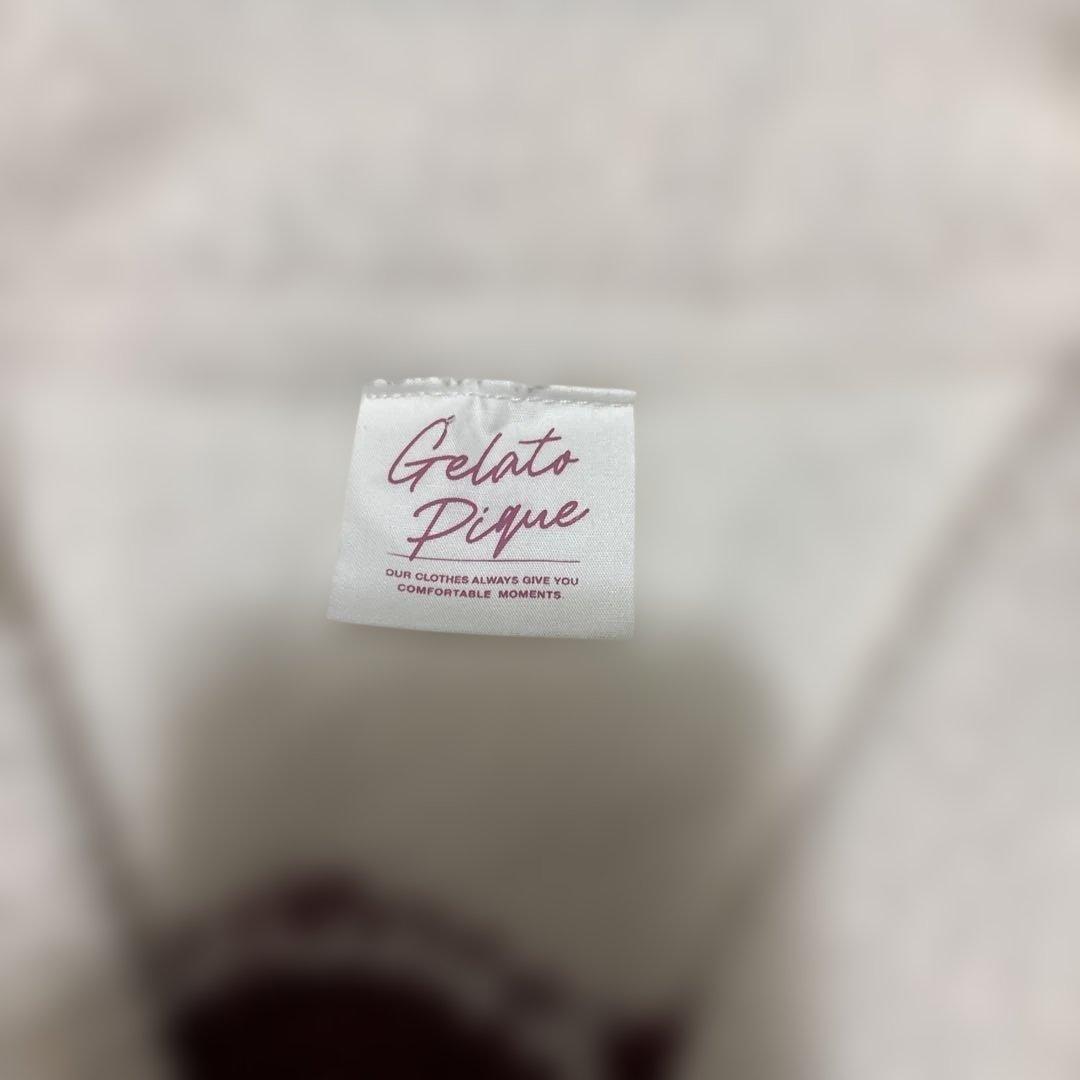 Gelato
Pique
OUR CLOTHES ALWAYS GIVE YOU
COMFORTABLE MOMENTS.